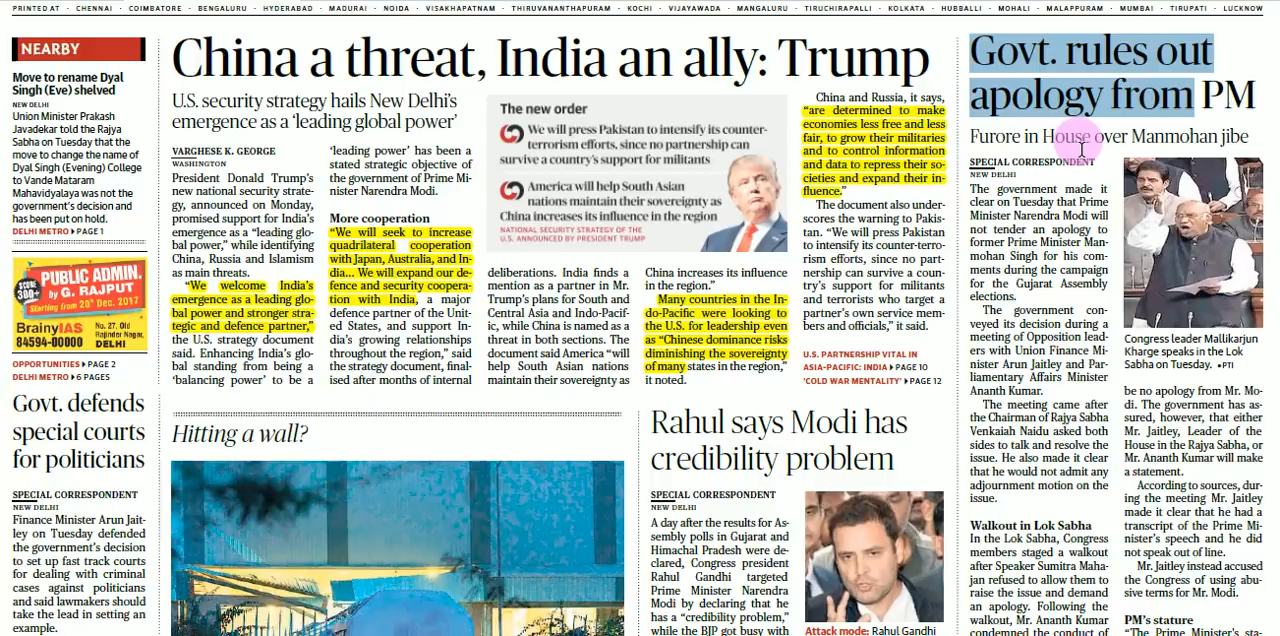 PRINTED AT · CHENNAI · COIMBATORE · BENGALURU · HYDERABAD · MADURAI · NOIDA · VISAKHAPATNAM · THIRUVANANTHAPURAM · KOCHI · VIJAYAWADA · MANGALURU · TIRUCHIRAPALLI · KOLKATA · HUBBALLI · MOHALI · MALAPPURAM · MUMBAI · TIRUPATI · LUCKNOW
NEARBY
Move to rename Dyal
Singh (Eve) shelved
NEW DELHI
Union Minister Prakash
Javadekar told the Rajya
Sabha on Tuesday that the
move to change the name of
Dyal Singh (Evening) College
to Vande Mataram
Mahavidyalaya was not the
government's decision and
has been put on hold.
DELHI METRO ▶ PAGE 1
SCORE 300+
PUBLIC ADMIN.
by G. RAJPUT
Starting from 20th Dec. 2017
BrainyIAS
84594-00000
No. 27, Old
Rajinder Nagar,
DELHI
OPPORTUNITIES ▶ PAGE 2
DELHI METRO ▶ 6 PAGES
Govt. defends
special courts
for politicians
SPECIAL CORRESPONDENT
NEW DELHI
Finance Minister Arun Jait-
ley on Tuesday defended
the government's decision
to set up fast track courts
for dealing with criminal
cases against politicians
and said lawmakers should
take the lead in setting an
example.
China a threat, India an ally: Trump
U.S. security strategy hails New Delhi's
emergence as a 'leading global power'
VARGHESE K. GEORGE
WASHINGTON
President Donald Trump's
new national security strate-
gy, announced on Monday,
promised support for India's
emergence as a "leading glo-
bal power," while identifying
China, Russia and Islamism
as main threats.
"We welcome India's
emergence as a leading glo-
bal power and stronger stra-
tegic and defence partner,"
the U.S. strategy document
said. Enhancing India's glo-
bal standing from being a
'balancing power' to be a
'leading power' has been a
stated strategic objective of
the government of Prime Mi-
nister Narendra Modi.
More cooperation
"We will seek to increase
quadrilateral cooperation
with Japan, Australia, and In-
dia... We will expand our de-
fence and security coopera-
tion with India, a major
defence partner of the Unit-
ed States, and support In-
dia's growing relationships
throughout the region," said
the strategy document, final-
ised after months of internal
The new order
We will press Pakistan to intensify its counter-
terrorism efforts, since no partnership can
survive a country's support for militants
America will help South Asian
nations maintain their sovereignty as
China increases its influence in the region
NATIONAL SECURITY STRATEGY OF THE
U.S. ANNOUNCED BY PRESIDENT TRUMP
deliberations. India finds a
mention as a partner in Mr.
Trump's plans for South and
Central Asia and Indo-Pacif-
ic, while China is named as a
threat in both sections. The
document said America "will
help South Asian nations
maintain their sovereignty as
China increases its influence
in the region."
Many countries in the In-
do-Pacific were looking to
the U.S. for leadership even
as "Chinese dominance risks
diminishing the sovereignty
of many states in the region,"
it noted.
China and Russia, it says,
"are determined to make
economies less free and less
fair, to grow their militaries
and to control information
and data to repress their so-
cieties and expand their in-
fluence."
The document also under-
scores the warning to Pakis-
tan. "We will press Pakistan
to intensify its counter-terro-
rism efforts, since no part-
nership can survive a coun-
try's support for militants
and terrorists who target a
partner's own service mem-
bers and officials," it said.
U.S. PARTNERSHIP VITAL IN
ASIA-PACIFIC: INDIA ▶ PAGE 10
'COLD WAR MENTALITY' ▶ PAGE 12
Hitting a wall?
Rahul says Modi has
credibility problem
SPECIAL CORRESPONDENT
NEW DELHI
A day after the results for As-
sembly polls in Gujarat and
Himachal Pradesh were de-
clared, Congress president
Rahul Gandhi targeted
Prime Minister Narendra
Modi by declaring that he
has a "credibility problem,"
while the BJP got busy with
Attack mode: Rahul Gandhi
Govt. rules out
apology from PM
Furore in House over Manmohan jibe
SPECIAL CORRESPONDENT
NEW DELHI
The government made it
clear on Tuesday that Prime
Minister Narendra Modi will
not tender an apology to
former Prime Minister Man-
mohan Singh for his com-
ments during the campaign
for the Gujarat Assembly
elections.
The government con-
veyed its decision during a
meeting of Opposition lead-
ers with Union Finance Mi-
nister Arun Jaitley and Par-
liamentary Affairs Minister
Ananth Kumar.
The meeting came after
the Chairman of Rajya Sabha
Venkaiah Naidu asked both
sides to talk and resolve the
issue. He also made it clear
that he would not admit any
adjournment motion on the
issue.
Walkout in Lok Sabha
In the Lok Sabha, Congress
members staged a walkout
after Speaker Sumitra Maha-
jan refused to allow them to
raise the issue and demand
an apology. Following the
walkout, Mr. Ananth Kumar
condemned the conduct of
Congress leader Mallikarjun
Kharge speaks in the Lok
Sabha on Tuesday. ●PTI
be no apology from Mr. Mo-
di. The government has as-
sured, however, that either
Mr. Jaitley, Leader of the
House in the Rajya Sabha, or
Mr. Ananth Kumar will make
a statement.
According to sources, dur-
ing the meeting Mr. Jaitley
made it clear that he had a
transcript of the Prime Mi-
nister's speech and he did
not speak out of line.
Mr. Jaitley instead accused
the Congress of using abu-
sive terms for Mr. Modi.
PM's stature
"The Prime Minister's sta-